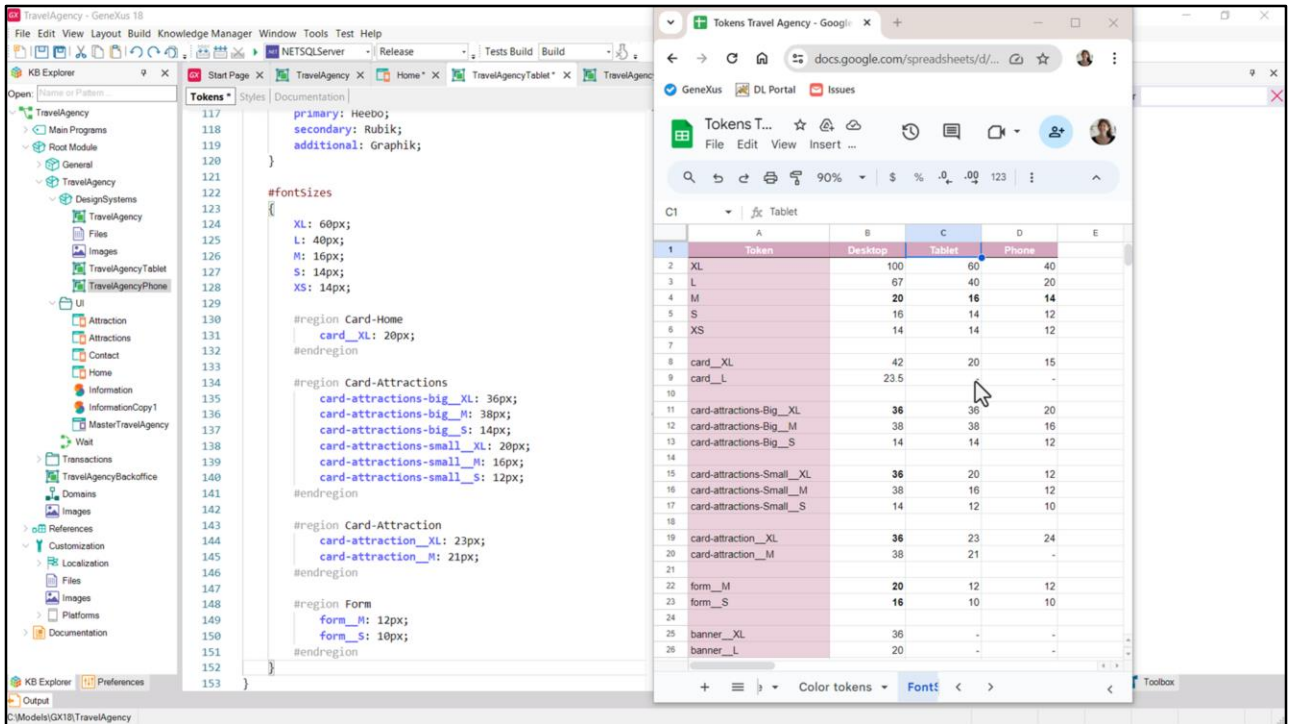 TravelAgency - GeneXus 18
File Edit View Layout Build Knowledge Manager Window Tools Test Help
NETSQLServer Release Tests Build Build
KB Explorer
Open: Name or Pattern...
TravelAgency
Main Programs
Root Module
General
TravelAgency
DesignSystems
TravelAgency
Files
Images
TravelAgencyTablet
TravelAgencyPhone
UI
Attraction
Attractions
Contact
Home
Information
InformationCopy1
MasterTravelAgency
Wait
Transactions
TravelAgencyBackoffice
Domains
Images
References
Customization
Localization
Files
Images
Platforms
Documentation
KB Explorer Preferences
Output
C:\Models\GX18\TravelAgency
Start Page TravelAgency Home* TravelAgencyTablet* TravelAgenc
Tokens * Styles Documentation
117 primary: Heebo;
118 secondary: Rubik;
119 additional: Graphik;
120 }
121
122 #fontSizes
123 {
124 XL: 60px;
125 L: 40px;
126 M: 16px;
127 S: 14px;
128 XS: 14px;
129
130 #region Card-Home
131 card__XL: 20px;
132 #endregion
133
134 #region Card-Attractions
135 card-attractions-big__XL: 36px;
136 card-attractions-big__M: 38px;
137 card-attractions-big__S: 14px;
138 card-attractions-small__XL: 20px;
139 card-attractions-small__M: 16px;
140 card-attractions-small__S: 12px;
141 #endregion
142
143 #region Card-Attraction
144 card-attraction__XL: 23px;
145 card-attraction__M: 21px;
146 #endregion
147
148 #region Form
149 form__M: 12px;
150 form__S: 10px;
151 #endregion
152 }
153 }
Tokens Travel Agency - Google
docs.google.com/spreadsheets/d/...
GeneXus DL Portal Issues
Tokens T...
File Edit View Insert ...
90% $ % .0 .00 123
C1 fx Tablet
A B C D E
1 Token Desktop Tablet Phone
2 XL 100 60 40
3 L 67 40 20
4 M 20 16 14
5 S 16 14 12
6 XS 14 14 12
7
8 card__XL 42 20 15
9 card__L 23.5 - -
10
11 card-attractions-Big__XL 36 36 20
12 card-attractions-Big__M 38 38 16
13 card-attractions-Big__S 14 14 12
14
15 card-attractions-Small__XL 36 20 12
16 card-attractions-Small__M 38 16 12
17 card-attractions-Small__S 14 12 10
18
19 card-attraction__XL 36 23 24
20 card-attraction__M 38 21 -
21
22 form__M 20 12 12
23 form__S 16 10 10
24
25 banner__XL 36 - -
26 banner__L 20 - -
Color tokens FontS
Toolbox